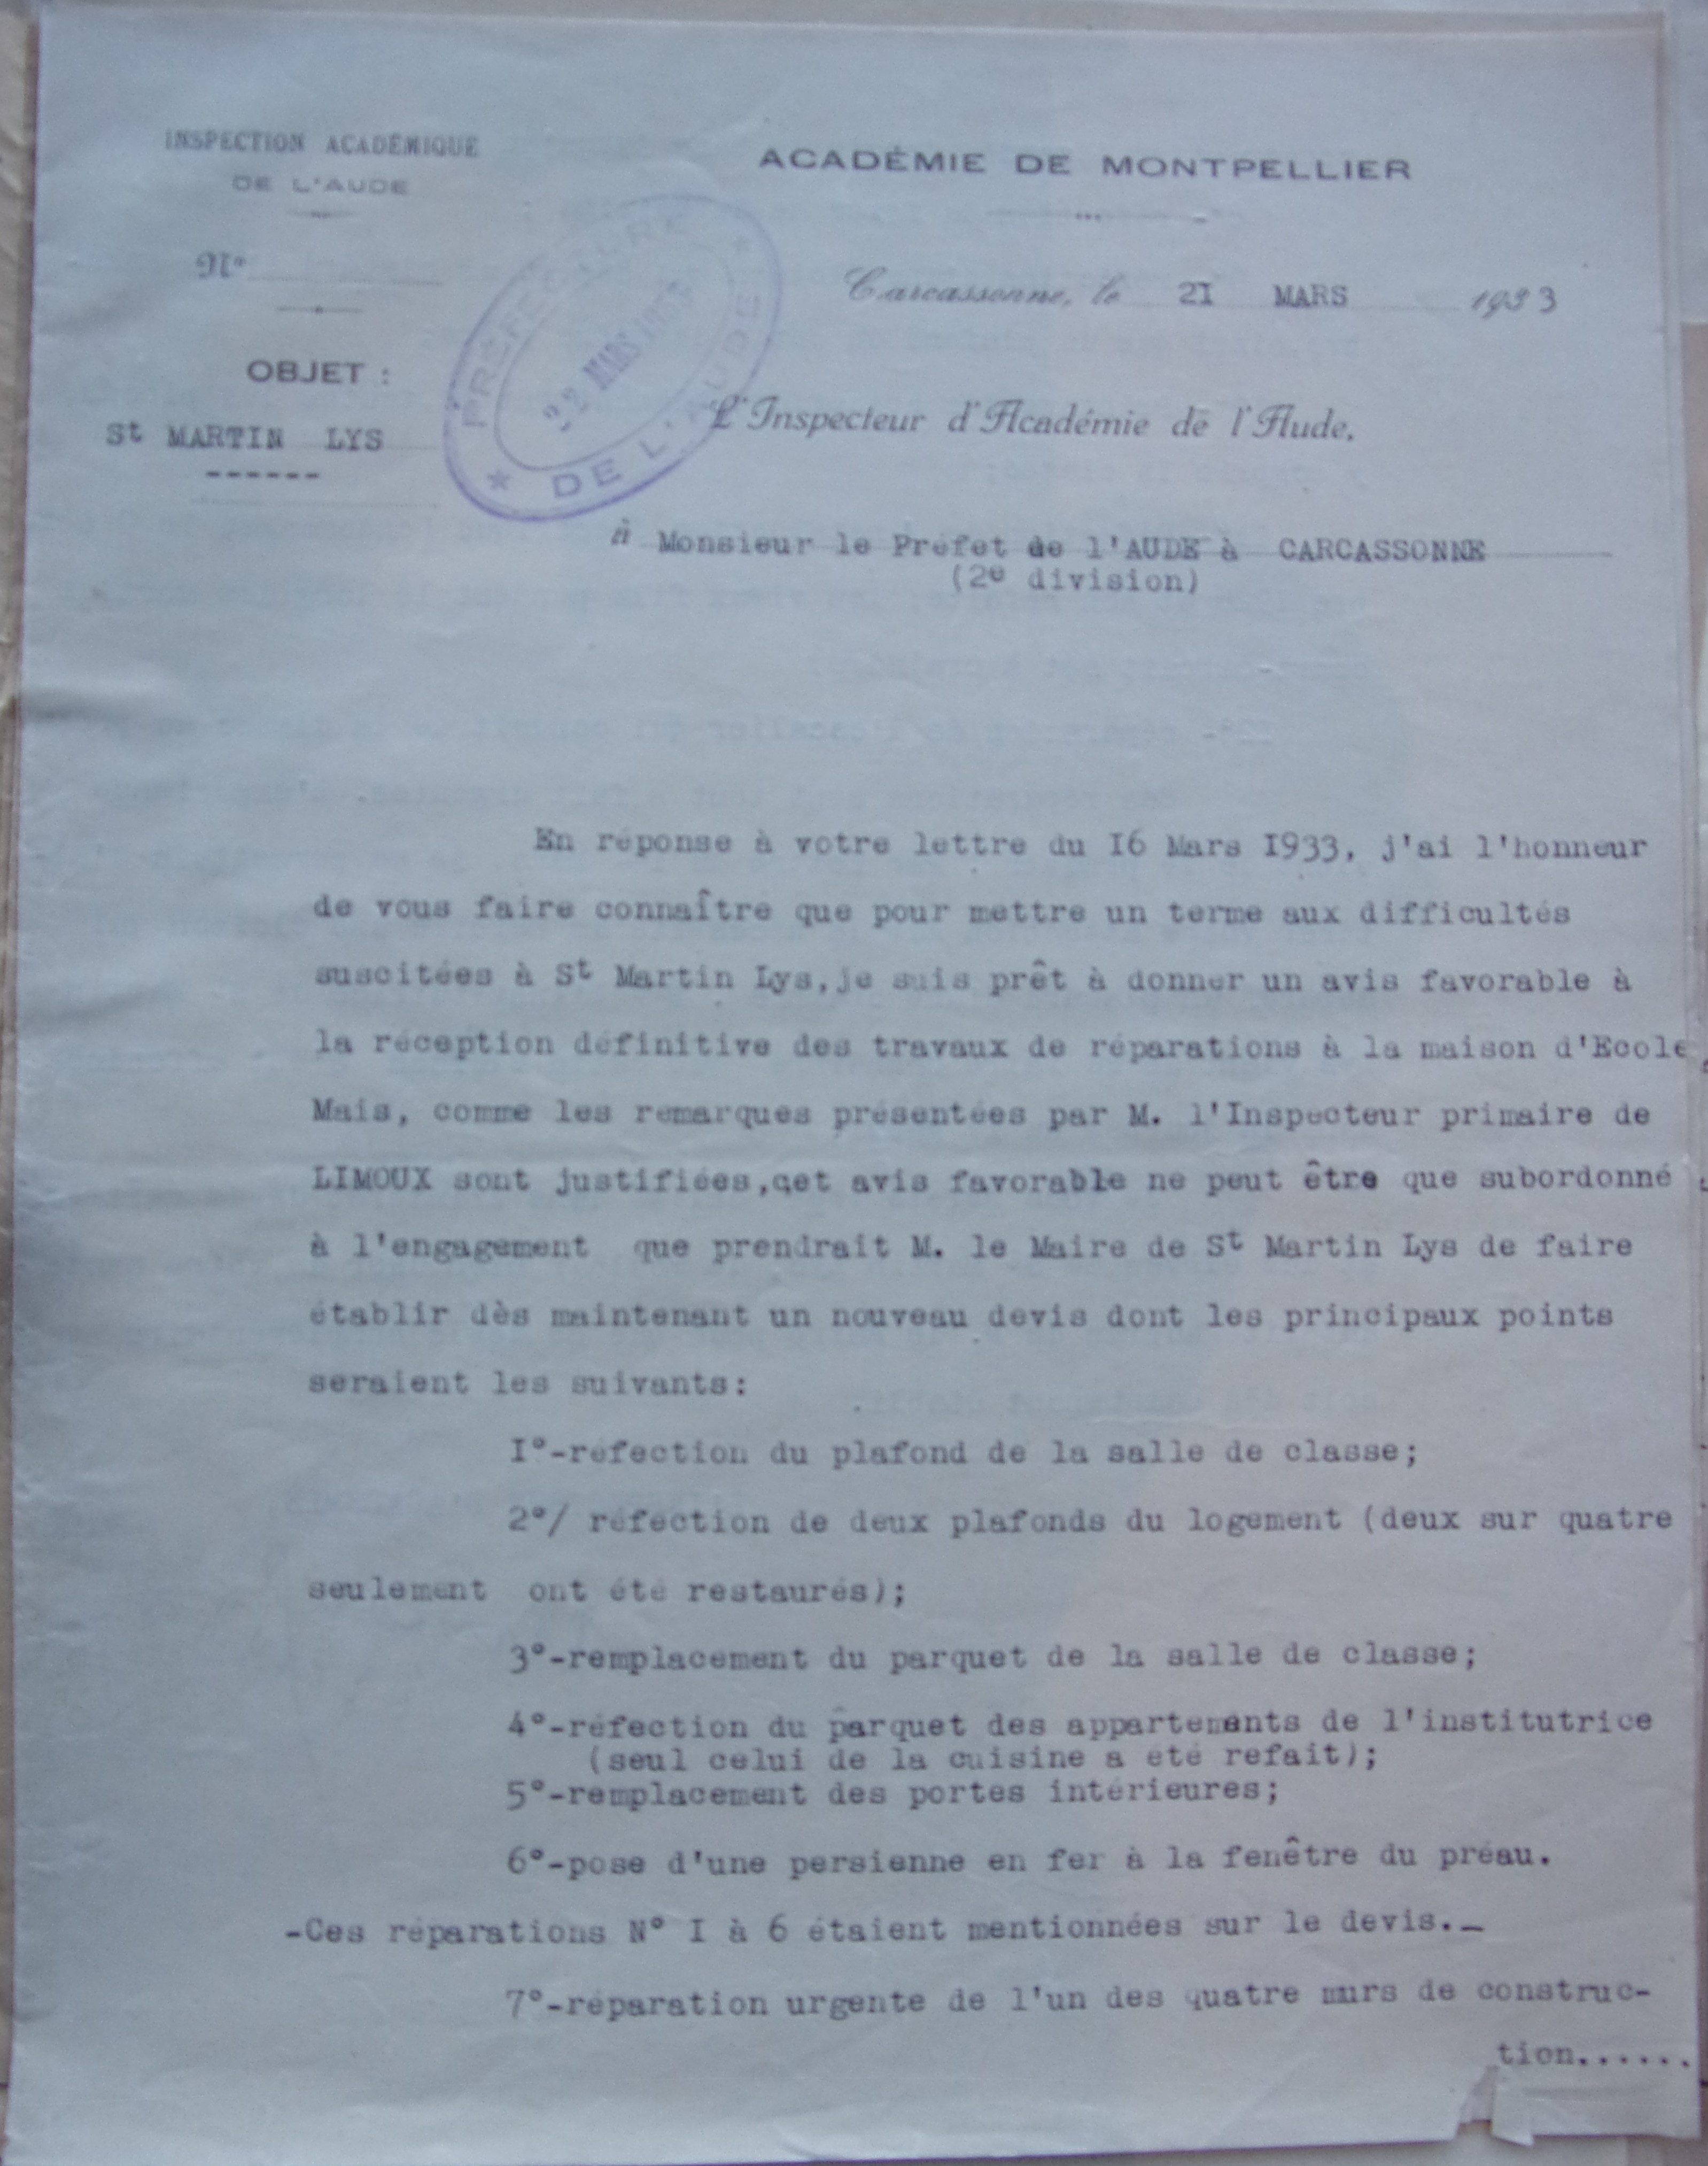 INSPECTION ACADÉMIQUE
DE L'AUDE
N°
OBJET :
St MARTIN LYS
------
PRÉFECTURE
DE L'AUDE
22 MARS 1933
ACADÉMIE DE MONTPELLIER
Carcassonne, le 2I MARS 1933
L'Inspecteur d'Académie de l'Aude,
à Monsieur le Préfet de l'AUDE à CARCASSONNE
(2e division)
En réponse à votre lettre du I6 Mars I933, j'ai l'honneur
de vous faire connaître que pour mettre un terme aux difficultés
suscitées à St Martin Lys,je suis prêt à donner un avis favorable à
la réception définitive des travaux de réparations à la maison d'Ecole
Mais, comme les remarques présentées par M. l'Inspecteur primaire de
LIMOUX sont justifiées,cet avis favorable ne peut être que subordonné
à l'engagement que prendrait M. le Maire de St Martin Lys de faire
établir dès maintenant un nouveau devis dont les principaux points
seraient les suivants:
I°-réfection du plafond de la salle de classe;
2°/ réfection de deux plafonds du logement (deux sur quatre
seulement ont été restaurés);
3°-remplacement du parquet de la salle de classe;
4°-réfection du parquet des appartements de l'institutrice
(seul celui de la cuisine a été refait);
5°-remplacement des portes intérieures;
6°-pose d'une persienne en fer à la fenêtre du préau.
-Ces réparations N° I à 6 étaient mentionnées sur le devis.-
7°-réparation urgente de l'un des quatre murs de construc-
tion......